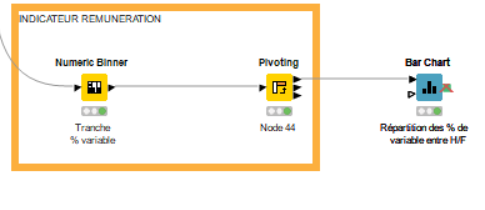 INDICATEUR REMUNERATION
Numeric Binner
Pivoting
Bar Chart
Tranche
% variable
Node 44
Répartition des % de
variable entre H/F